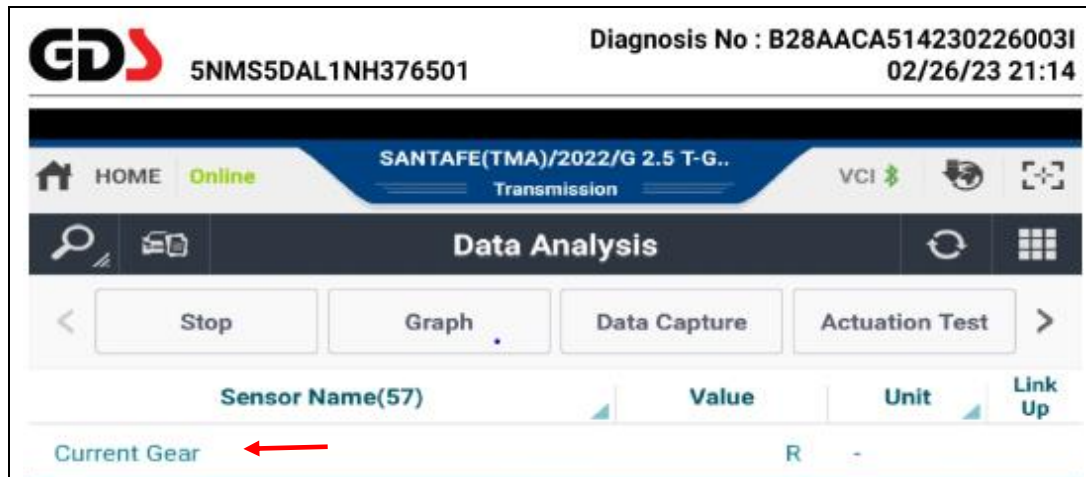 GDS
Diagnosis No : B28AACA514230226003I
5NMS5DAL1NH376501
02/26/23 21:14
SANTAFE(TMA)/2022/G 2.5 T-G..
HOME Online
Transmission
VCI
Data Analysis
< Stop Graph Data Capture Actuation Test >
Sensor Name(57) Value Unit Link Up
Current Gear R -